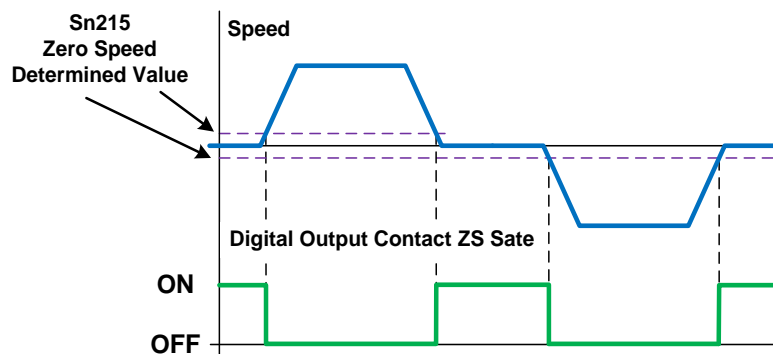 Sn215
Zero Speed
Determined Value
Speed
Digital Output Contact ZS Sate
ON
OFF